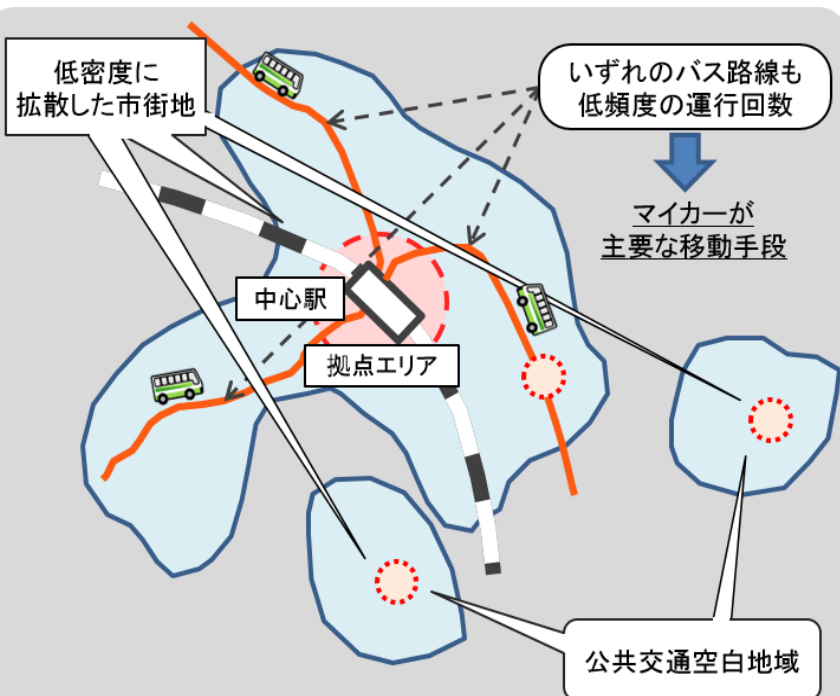 低密度に
拡散した市街地
いずれのバス路線も
低頻度の運行回数
マイカーが
主要な移動手段
中心駅
拠点エリア
公共交通空白地域